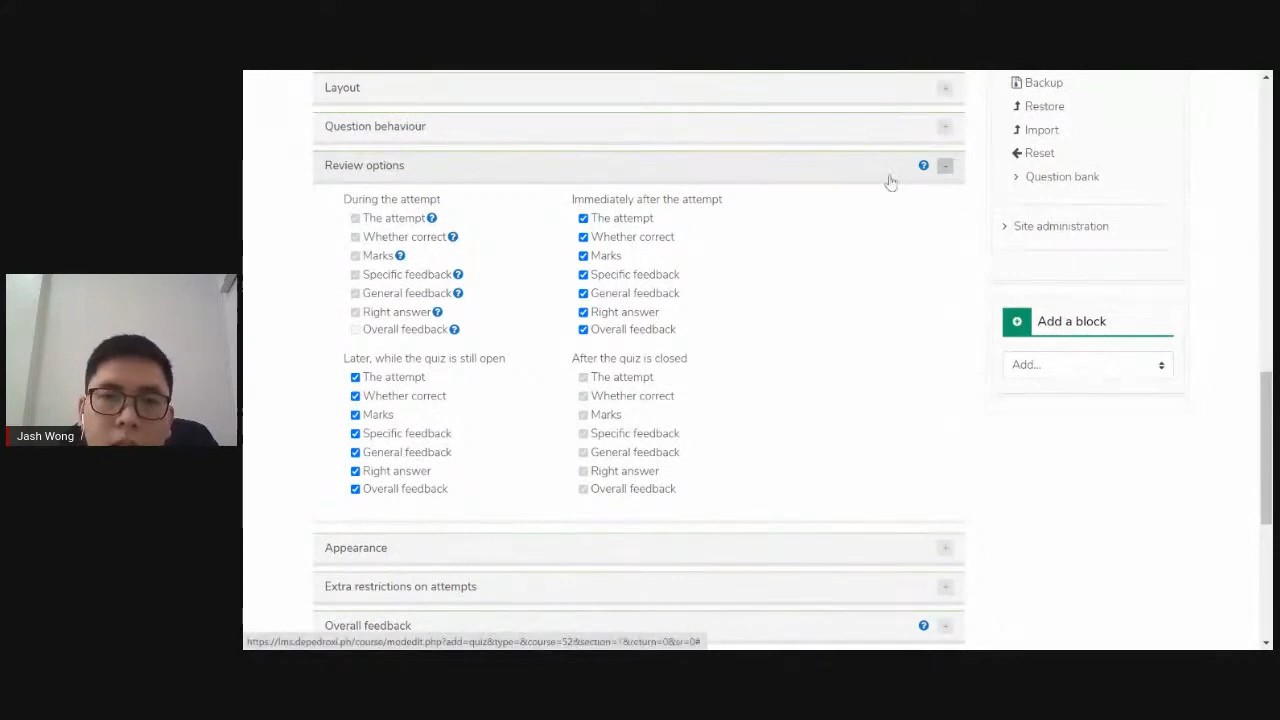 Layout
Question behaviour
Review options
During the attempt
The attempt
Whether correct
Marks
Specific feedback
General feedback
Right answer
Overall feedback
Immediately after the attempt
The attempt
Whether correct
Marks
Specific feedback
General feedback
Right answer
Overall feedback
Later, while the quiz is still open
The attempt
Whether correct
Marks
Specific feedback
General feedback
Right answer
Overall feedback
After the quiz is closed
The attempt
Whether correct
Marks
Specific feedback
General feedback
Right answer
Overall feedback
Appearance
Extra restrictions on attempts
Overall feedback
Backup
Restore
Import
Reset
Question bank
Site administration
Add a block
Add...
Jash Wong